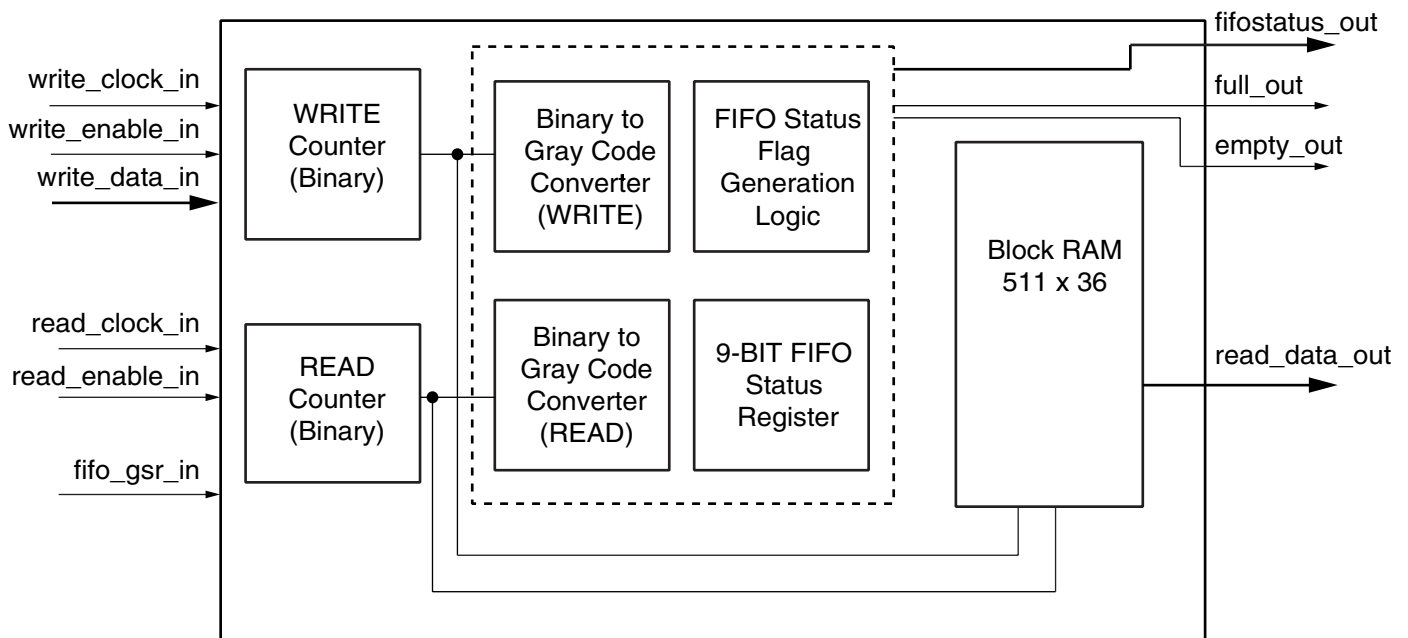 fifostatus_out
write_clock_in
full_out
write_enable_in
empty_out
write_data_in
WRITE
Counter
(Binary)
Binary to
Gray Code
Converter
(WRITE)
FIFO Status
Flag
Generation
Logic
Block RAM
511 x 36
read_clock_in
read_enable_in
READ
Counter
(Binary)
Binary to
Gray Code
Converter
(READ)
9-BIT FIFO
Status
Register
read_data_out
fifo_gsr_in